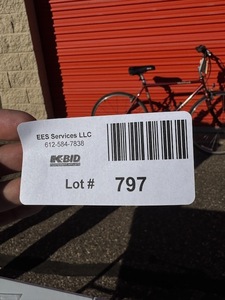 EES Services LLC
612-584-7838
K-BID
Lot # 797